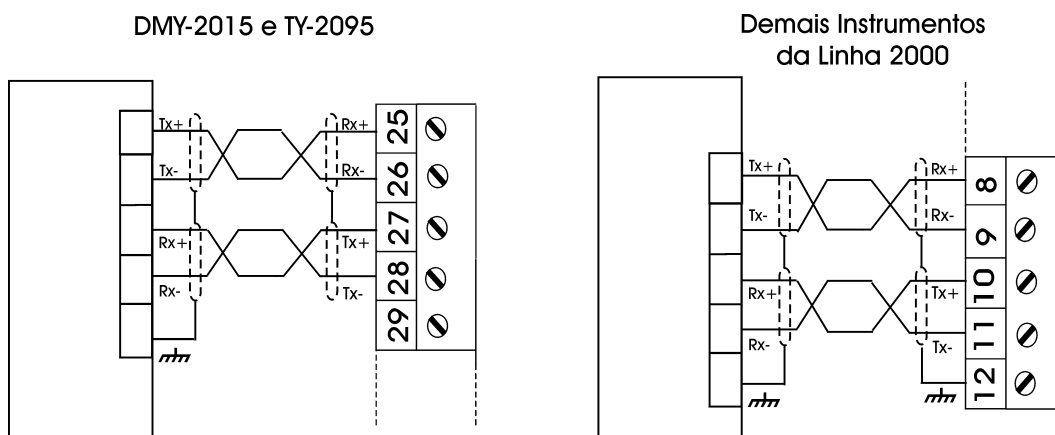 DMY-2015 e TY-2095
Tx+
Rx+
25
Tx-
Rx-
26
Rx+
Tx+
27
Rx-
Tx-
28
29
Demais Instrumentos
da Linha 2000
Tx+
Rx+
8
Tx-
Rx-
9
Rx+
Tx+
10
Rx-
Tx-
11
12